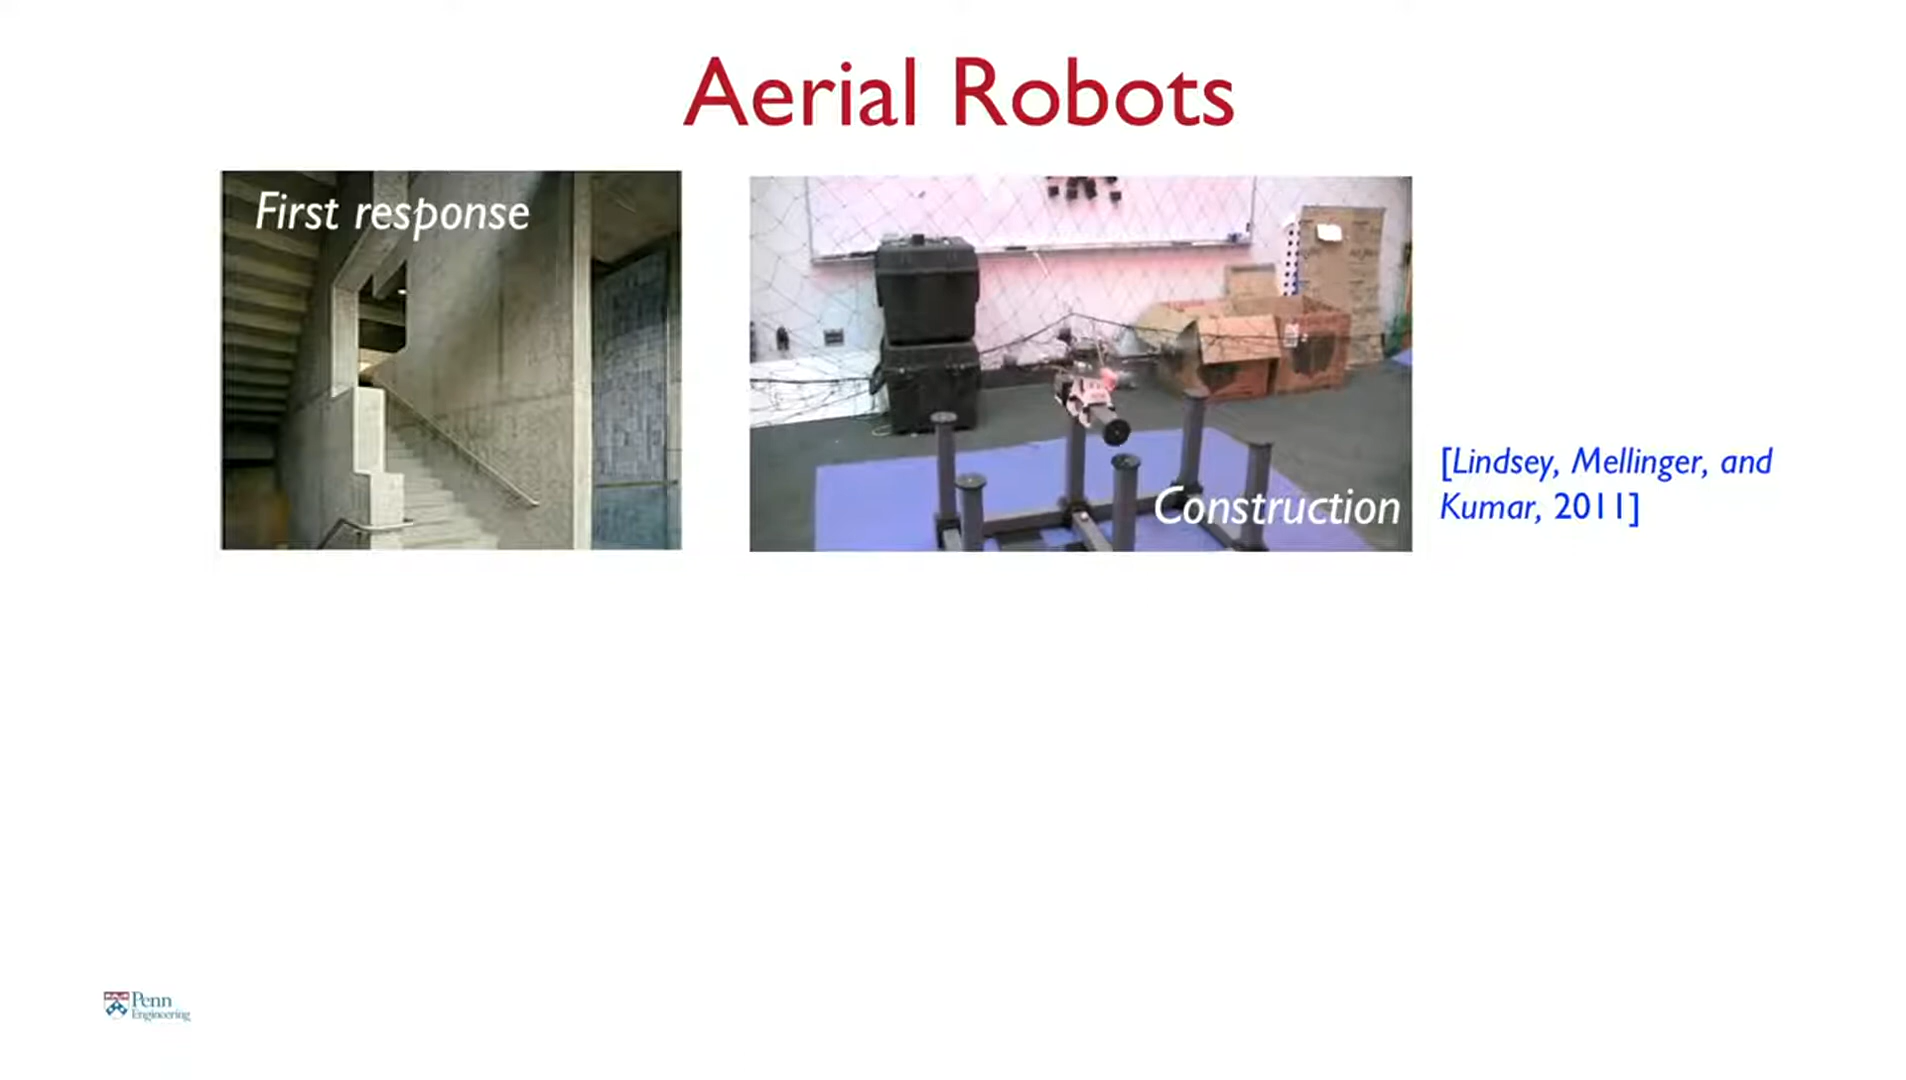 Aerial Robots
First response
Construction
[Lindsey, Mellinger, and
Kumar, 2011]
Penn
Engineering